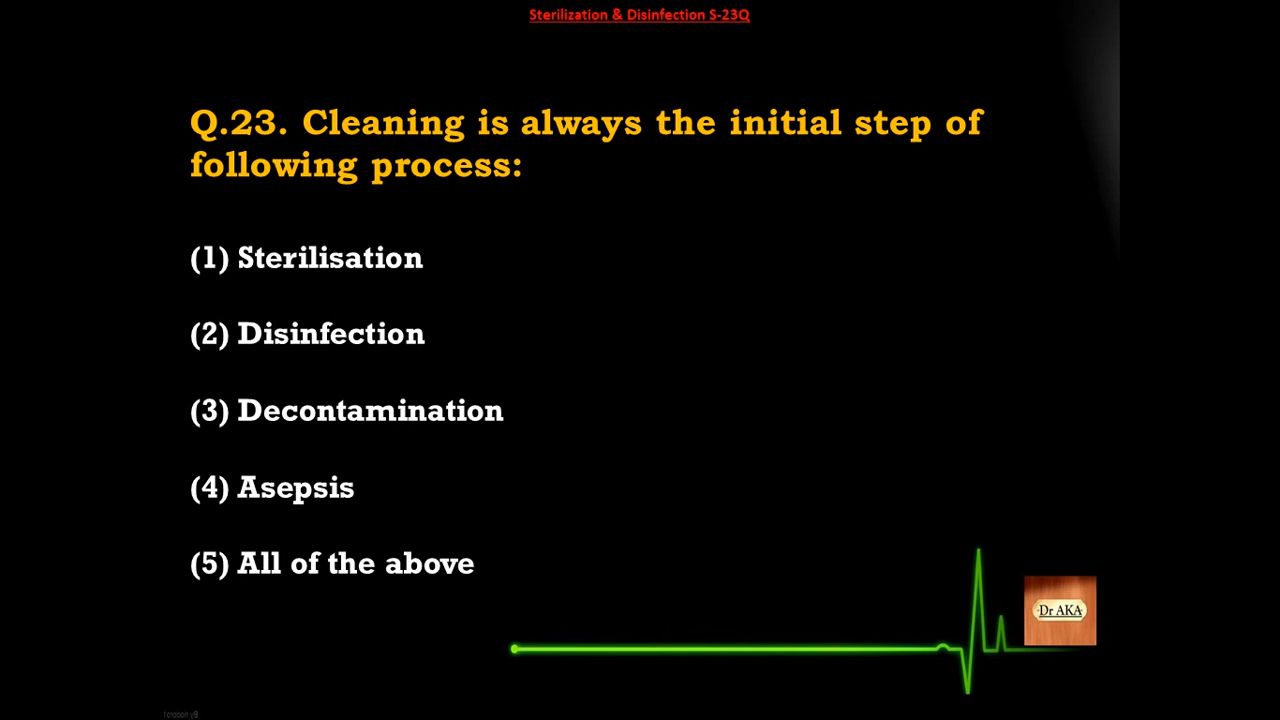 Sterilization & Disinfection S-23Q
Q.23. Cleaning is always the initial step of
following process:
(1) Sterilisation
(2) Disinfection
(3) Decontamination
(4) Asepsis
(5) All of the above
Dr AKA